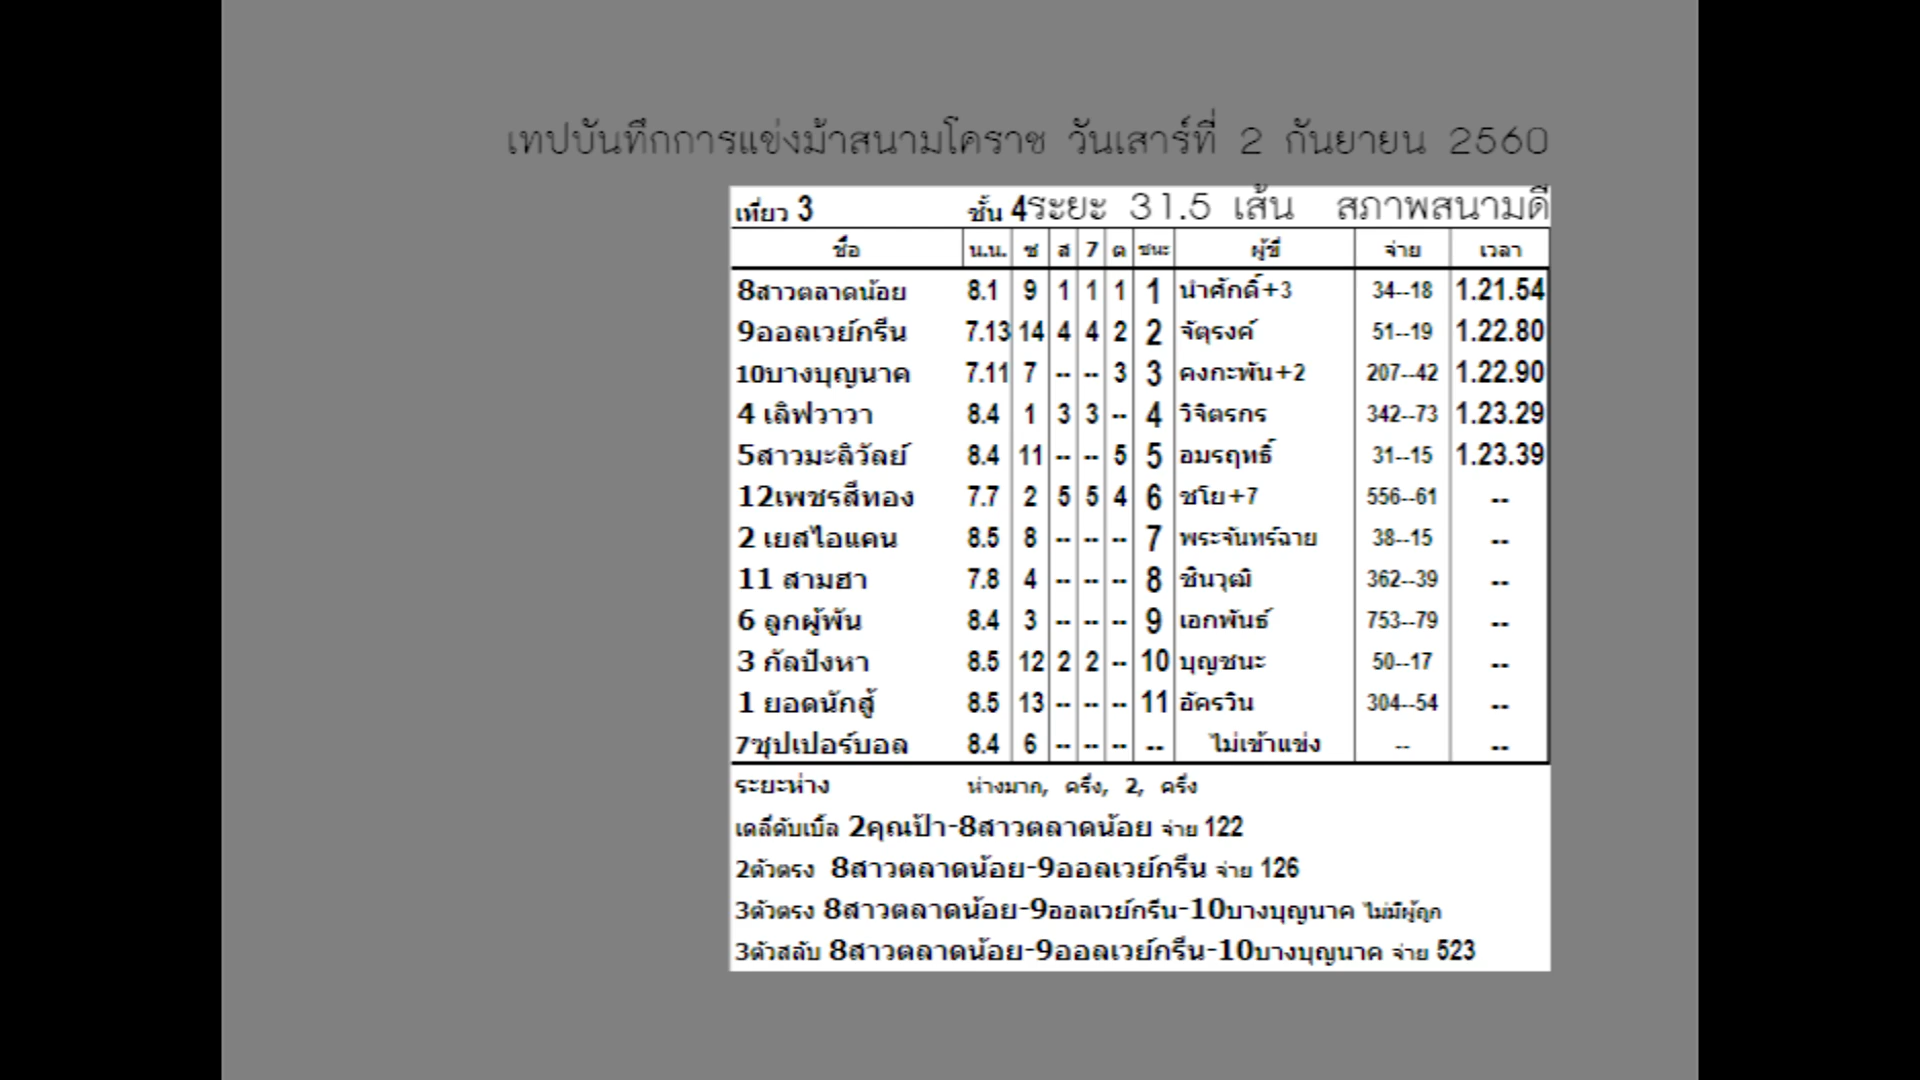 เทปบันทึกการแข่งม้าสนามโคราช วันเสาร์ที่ 2 กันยายน 2560
เที่ยว 3 ชั้น 4ระยะ 31.5 เส้น สภาพสนามดี
ชื่อ น.น. ซ ส 7 ด ชนะ ผู้ขี่ จ่าย เวลา
8สาวตลาดน้อย 8.1 9 1 1 1 1 นำศักดิ์+3 34--18 1.21.54
9ออลเวย์กรีน 7.13 14 4 4 2 2 จัตุรงค์ 51--19 1.22.80
10บางบุญนาค 7.11 7 -- -- 3 3 คงกะพัน+2 207--42 1.22.90
4 เลิฟวาวา 8.4 1 3 3 -- 4 วิจิตรกร 342--73 1.23.29
5สาวมะลิวัลย์ 8.4 11 -- -- 5 5 อมรฤทธิ์ 31--15 1.23.39
12เพชรสีทอง 7.7 2 5 5 4 6 ชโย+7 556--61 --
2 เยสไอแคน 8.5 8 -- -- -- 7 พระจันทร์ฉาย 38--15 --
11 สามฮา 7.8 4 -- -- -- 8 ชินวุฒิ 362--39 --
6 ลูกผู้พัน 8.4 3 -- -- -- 9 เอกพันธ์ 753--79 --
3 กัลปังหา 8.5 12 2 2 -- 10 บุญชนะ 50--17 --
1 ยอดนักสู้ 8.5 13 -- -- -- 11 อัครวิน 304--54 --
7ซุปเปอร์บอล 8.4 6 -- -- -- -- ไม่เข้าแข่ง -- --
ระยะห่าง ห่างมาก, ครึ่ง, 2, ครึ่ง
เดลี่ดับเบิ้ล 2คุณป้า-8สาวตลาดน้อย จ่าย 122
2ตัวตรง 8สาวตลาดน้อย-9ออลเวย์กรีน จ่าย 126
3ตัวตรง 8สาวตลาดน้อย-9ออลเวย์กรีน-10บางบุญนาค ไม่มีผู้ถูก
3ตัวสลับ 8สาวตลาดน้อย-9ออลเวย์กรีน-10บางบุญนาค จ่าย 523